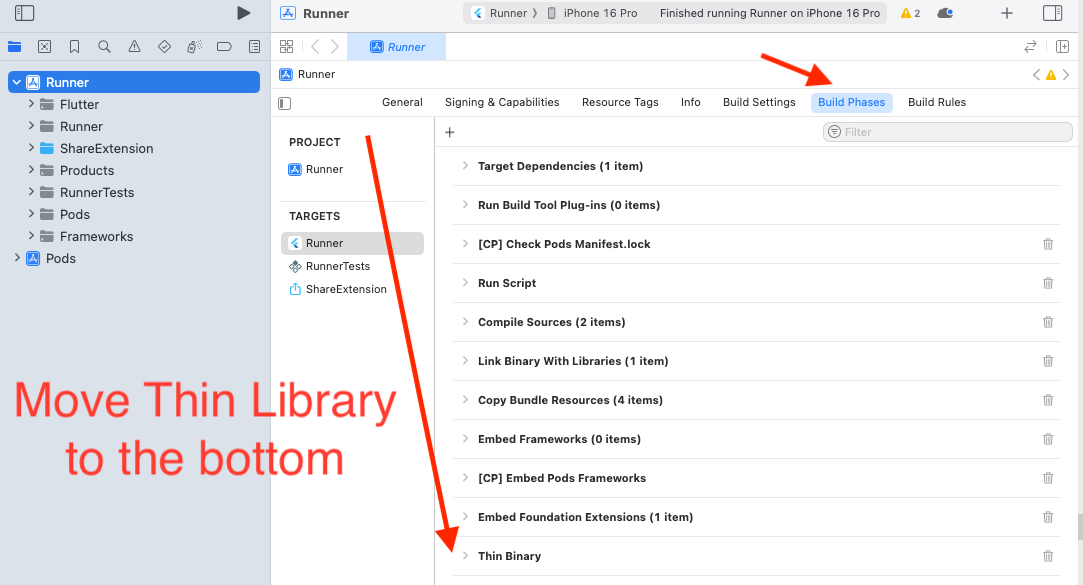 Runner
Runner
iPhone 16 Pro
Finished running Runner on iPhone 16 Pro
2
Runner
Runner
Runner
Flutter
Runner
ShareExtension
Products
RunnerTests
Pods
Frameworks
Pods
General
Signing & Capabilities
Resource Tags
Info
Build Settings
Build Phases
Build Rules
Filter
PROJECT
Runner
TARGETS
Runner
RunnerTests
ShareExtension
Target Dependencies (1 item)
Run Build Tool Plug-ins (0 items)
[CP] Check Pods Manifest.lock
Run Script
Compile Sources (2 items)
Link Binary With Libraries (1 item)
Copy Bundle Resources (4 items)
Embed Frameworks (0 items)
[CP] Embed Pods Frameworks
Embed Foundation Extensions (1 item)
Thin Binary
Move Thin Library
to the bottom